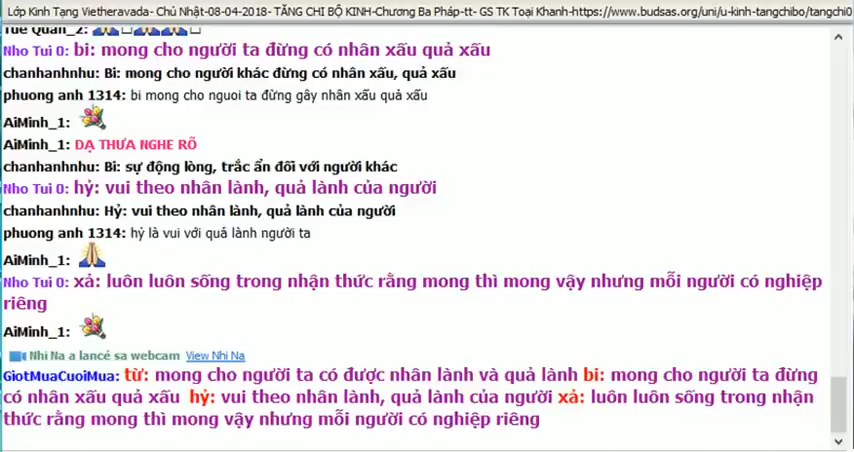 Lớp Kinh Tạng Vietheravada- Chủ Nhật-08-04-2018- TĂNG CHI BỘ KINH-Chương Ba Pháp-tt- GS TK Toại Khanh-https://www.budsas.org/uni/u-kinh-tangchibo/tangchi0
Tue Quan_2:
Nho Tui 0: bi: mong cho người ta đừng có nhân xấu quả xấu
chanhanhnhu: Bi: mong cho người khác đừng có nhân xấu, quả xấu
phuong anh 1314: bi mong cho nguoi ta đừng gây nhân xấu quả xấu
AiMinh_1:
AiMinh_1: DẠ THƯA NGHE RÕ
chanhanhnhu: Bi: sự động lòng, trắc ẩn đối với người khác
Nho Tui 0: hỷ: vui theo nhân lành, quả lành của người
chanhanhnhu: Hỷ: vui theo nhân lành, quả lành của người
phuong anh 1314: hỷ là vui với quả lành người ta
AiMinh_1:
Nho Tui 0: xả: luôn luôn sống trong nhận thức rằng mong thì mong vậy nhưng mỗi người có nghiệp
riêng
AiMinh_1:
Nhi Na a lancé sa webcam View Nhi Na
GiotMuaCuoiMua: từ: mong cho người ta có được nhân lành và quả lành bi: mong cho người ta đừng
có nhân xấu quả xấu hỷ: vui theo nhân lành, quả lành của người xả: luôn luôn sống trong nhận
thức rằng mong thì mong vậy nhưng mỗi người có nghiệp riêng